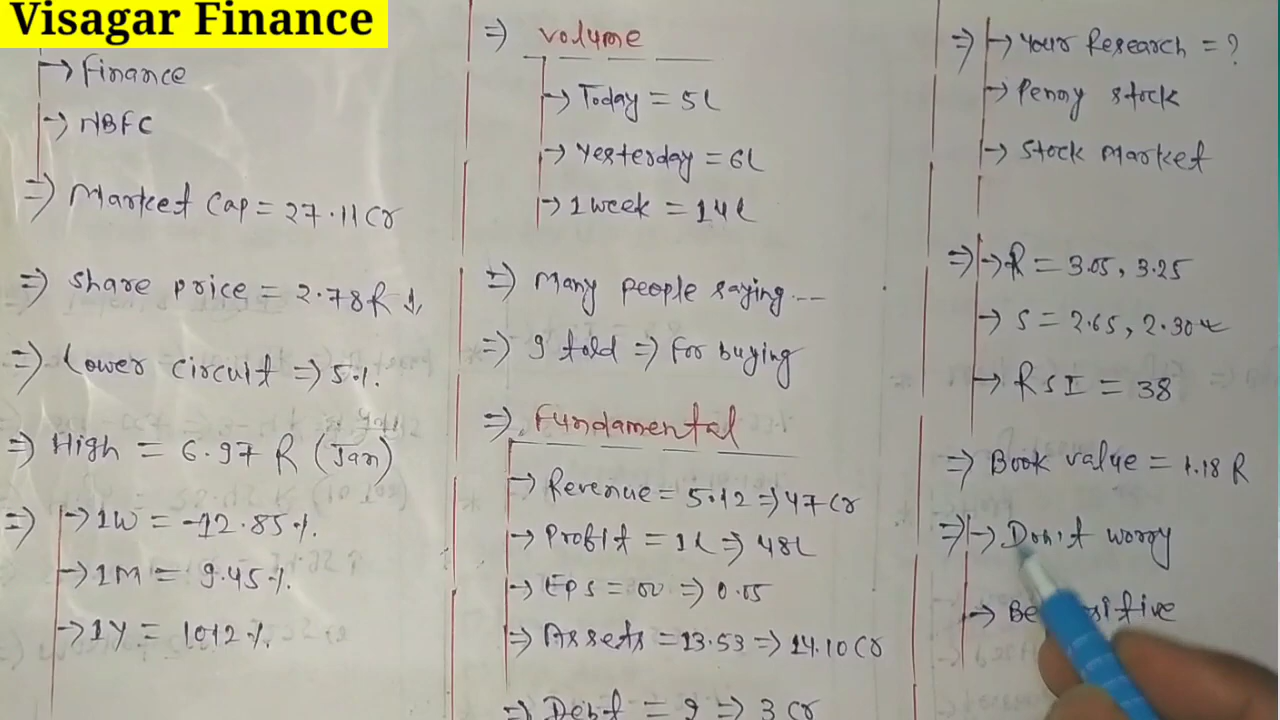 Visagar Finance
→ Finance
→ NBFC
⇒ Market Cap = 27.11 Cr
⇒ Share price = 2.78 R ↓
⇒ Lower circuit ⇒ 5%.
⇒ High = 6.97 R (Jan)
⇒ → 1W = -12.85%.
→ 1M = 9.45%.
→ 1Y = 1012%.
⇒ Volume
→ Today = 5L
→ Yesterday = 6L
→ 1 week = 14L
⇒ Many people saying ---
⇒ I told ⇒ For buying
⇒ Fundamental
→ Revenue = 5.12 ⇒ 47 Cr
→ Profit = 1L ⇒ 48L
→ EPS = 00 ⇒ 0.05
→ Assets = 13.53 ⇒ 14.10 Cr
⇒ Debt = 9 ⇒ 3 Cr
⇒ → Your Research = ?
→ Penny stock
→ Stock Market
⇒ → R = 3.05, 3.25
→ S = 2.65, 2.30
→ RSI = 38
⇒ Book value = 1.18 R
⇒ → Don't worry
→ Be